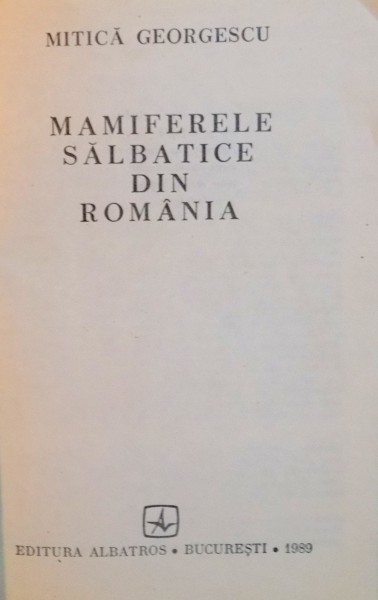 MITICĂ GEORGESCU
MAMIFERELE
SĂLBATICE
DIN
ROMÂNIA
EDITURA ALBATROS • BUCUREȘTI • 1989